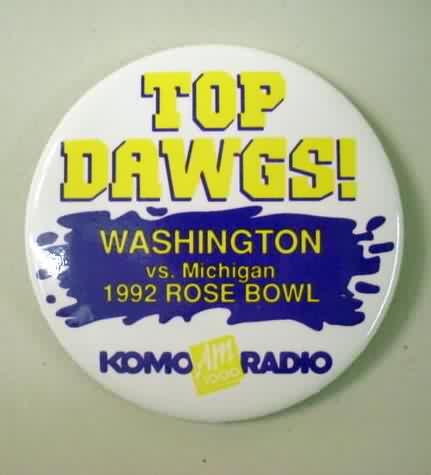 TOP
DAWGS!
WASHINGTON
vs. Michigan
1992 ROSE BOWL
KOMO AM 1000 RADIO